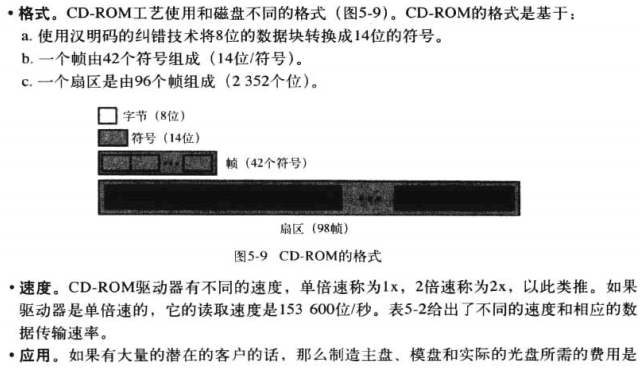 • 格式。CD-ROM工艺使用和磁盘不同的格式（图5-9）。CD-ROM的格式是基于：
a. 使用汉明码的纠错技术将8位的数据块转换成14位的符号。
b. 一个帧由42个符号组成（14位/符号）。
c. 一个扇区是由96个帧组成（2 352个位）。
字节（8位）
符号（14位）
帧（42个符号）
扇区（98帧）
图5-9 CD-ROM的格式
• 速度。CD-ROM驱动器有不同的速度，单倍速称为1x，2倍速称为2x，以此类推。如果
驱动器是单倍速的，它的读取速度是153 600位/秒。表5-2给出了不同的速度和相应的数
据传输速率。
• 应用。如果有大量的潜在的客户的话，那么制造主盘、模盘和实际的光盘所需的费用是